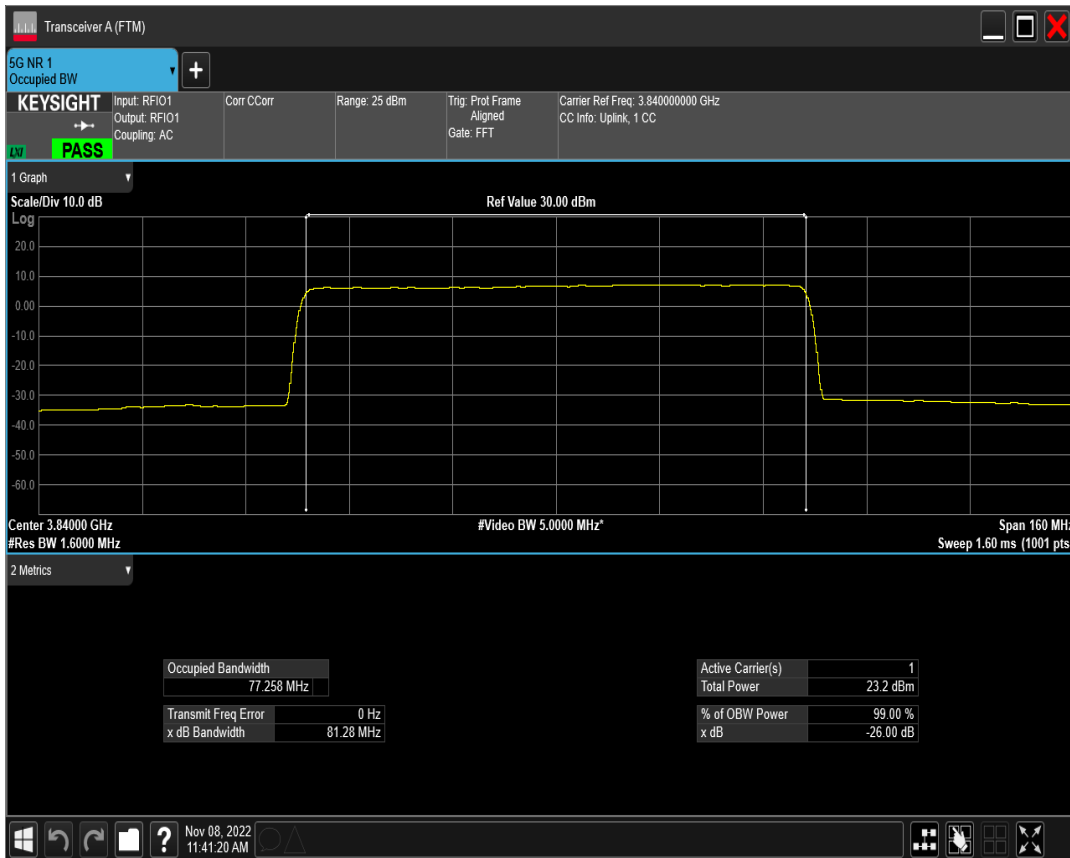 Transceiver A (FTM)
5G NR 1
Occupied BW
+
KEYSIGHT
LXI
PASS
Input: RFIO1
Output: RFIO1
Coupling: AC
Corr CCorr
Range: 25 dBm
Trig: Prot Frame
Aligned
Gate: FFT
Carrier Ref Freq: 3.840000000 GHz
CC Info: Uplink, 1 CC
1 Graph
Scale/Div 10.0 dB
Ref Value 30.00 dBm
Log
20.0
10.0
0.00
-10.0
-20.0
-30.0
-40.0
-50.0
-60.0
Center 3.84000 GHz
#Video BW 5.0000 MHz*
Span 160 MHz
#Res BW 1.6000 MHz
Sweep 1.60 ms (1001 pts
2 Metrics
Occupied Bandwidth
77.258 MHz
Transmit Freq Error 0 Hz
x dB Bandwidth 81.28 MHz
Active Carrier(s) 1
Total Power 23.2 dBm
% of OBW Power 99.00 %
x dB -26.00 dB
?
Nov 08, 2022
11:41:20 AM